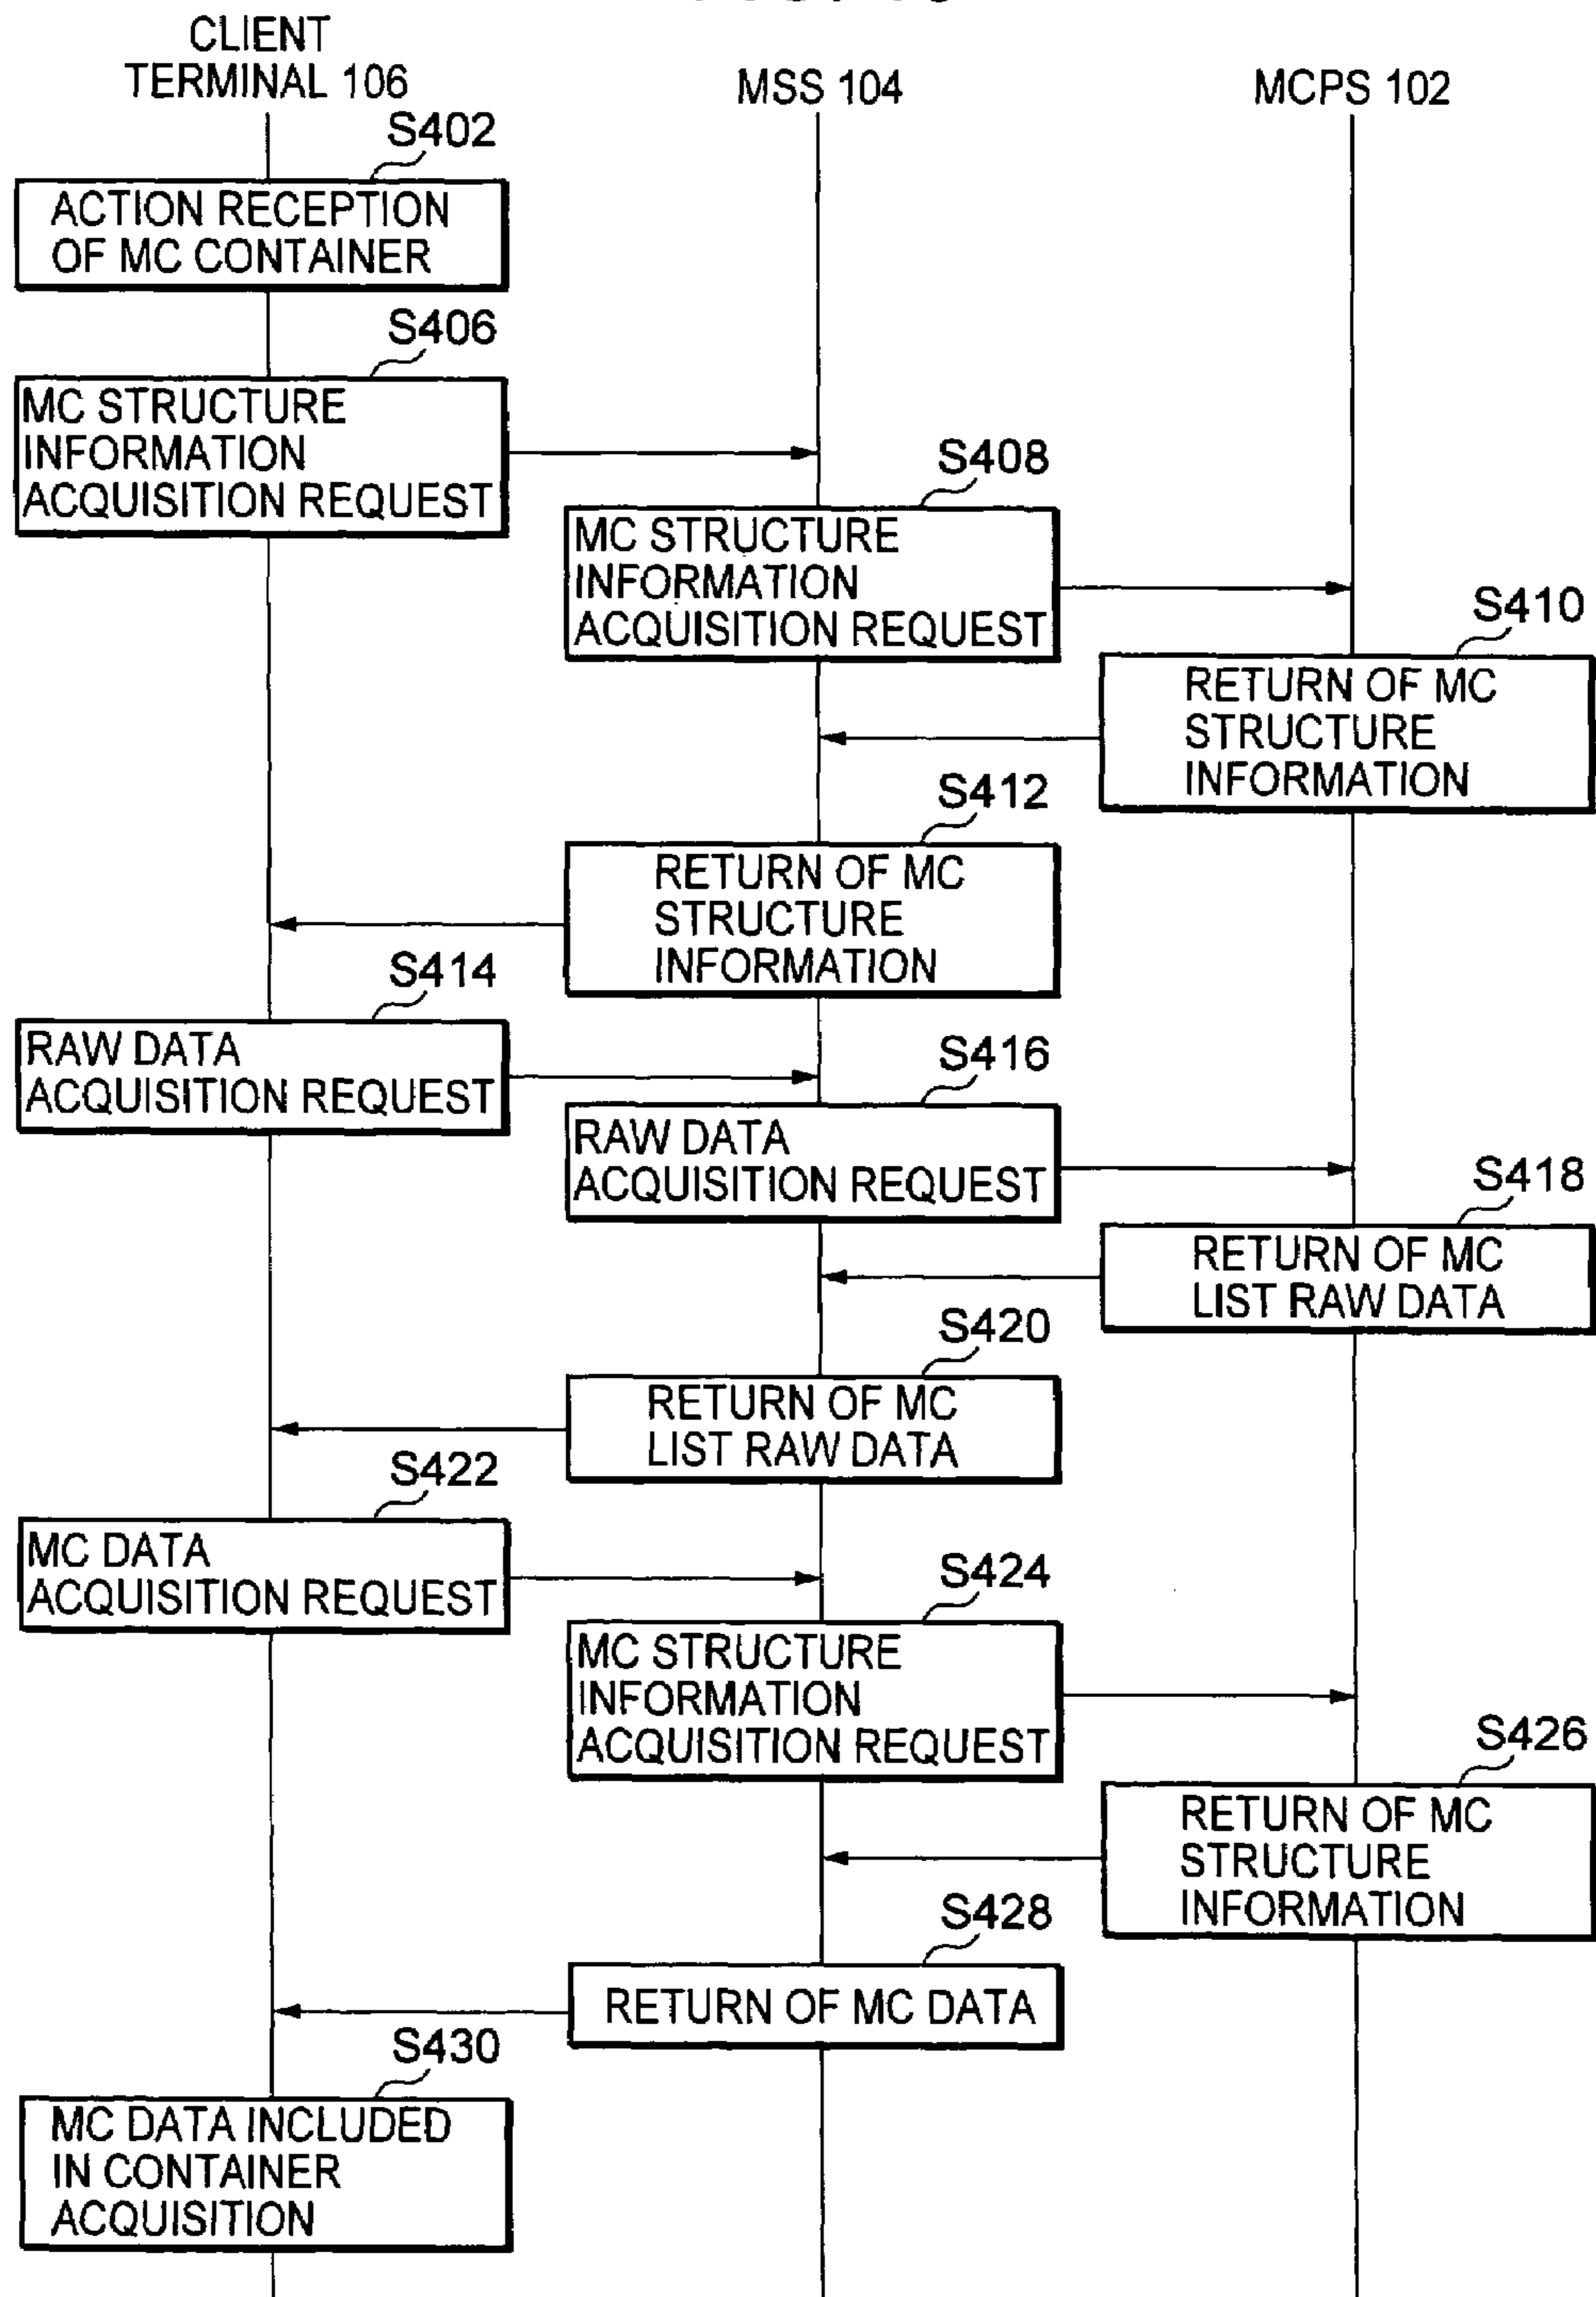 CLIENT
TERMINAL 106
MSS 104
MCPS 102
S402
ACTION RECEPTION
OF MC CONTAINER
S406
MC STRUCTURE
INFORMATION
ACQUISITION REQUEST
S408
MC STRUCTURE
INFORMATION
ACQUISITION REQUEST
S410
RETURN OF MC
STRUCTURE
INFORMATION
S412
RETURN OF MC
STRUCTURE
INFORMATION
S414
RAW DATA
ACQUISITION REQUEST
S416
RAW DATA
ACQUISITION REQUEST
S418
RETURN OF MC
LIST RAW DATA
S420
RETURN OF MC
LIST RAW DATA
S422
MC DATA
ACQUISITION REQUEST
S424
MC STRUCTURE
INFORMATION
ACQUISITION REQUEST
S426
RETURN OF MC
STRUCTURE
INFORMATION
S428
RETURN OF MC DATA
S430
MC DATA INCLUDED
IN CONTAINER
ACQUISITION